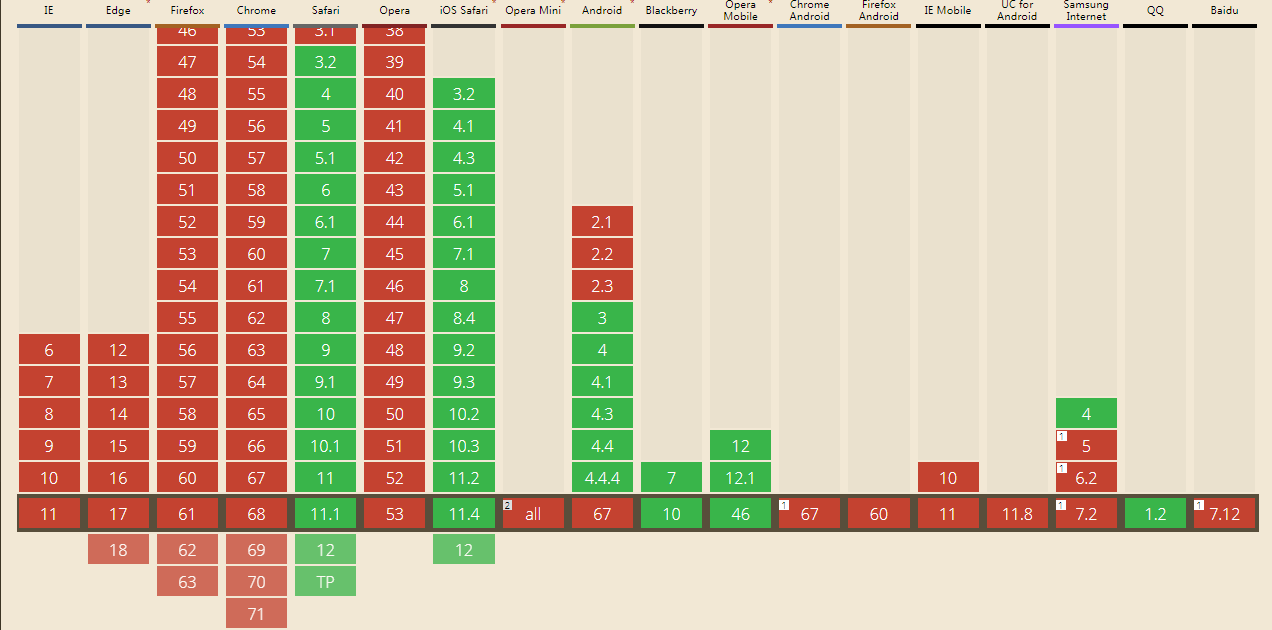 IE Edge * Firefox Chrome Safari Opera iOS Safari * Opera Mini * Android * Blackberry Opera Mobile * Chrome Android Firefox Android IE Mobile UC for Android Samsung Internet QQ Baidu
46 53 3.1 38
47 54 3.2 39
48 55 4 40 3.2
49 56 5 41 4.1
50 57 5.1 42 4.3
51 58 6 43 5.1
52 59 6.1 44 6.1 2.1
53 60 7 45 7.1 2.2
54 61 7.1 46 8 2.3
55 62 8 47 8.4 3
6 12 56 63 9 48 9.2 4
7 13 57 64 9.1 49 9.3 4.1
8 14 58 65 10 50 10.2 4.3 4
9 15 59 66 10.1 51 10.3 4.4 12 1 5
10 16 60 67 11 52 11.2 4.4.4 7 12.1 10 1 6.2
11 17 61 68 11.1 53 11.4 2 all 67 10 46 1 67 60 11 11.8 1 7.2 1.2 1 7.12
18 62 69 12 12
63 70 TP
71